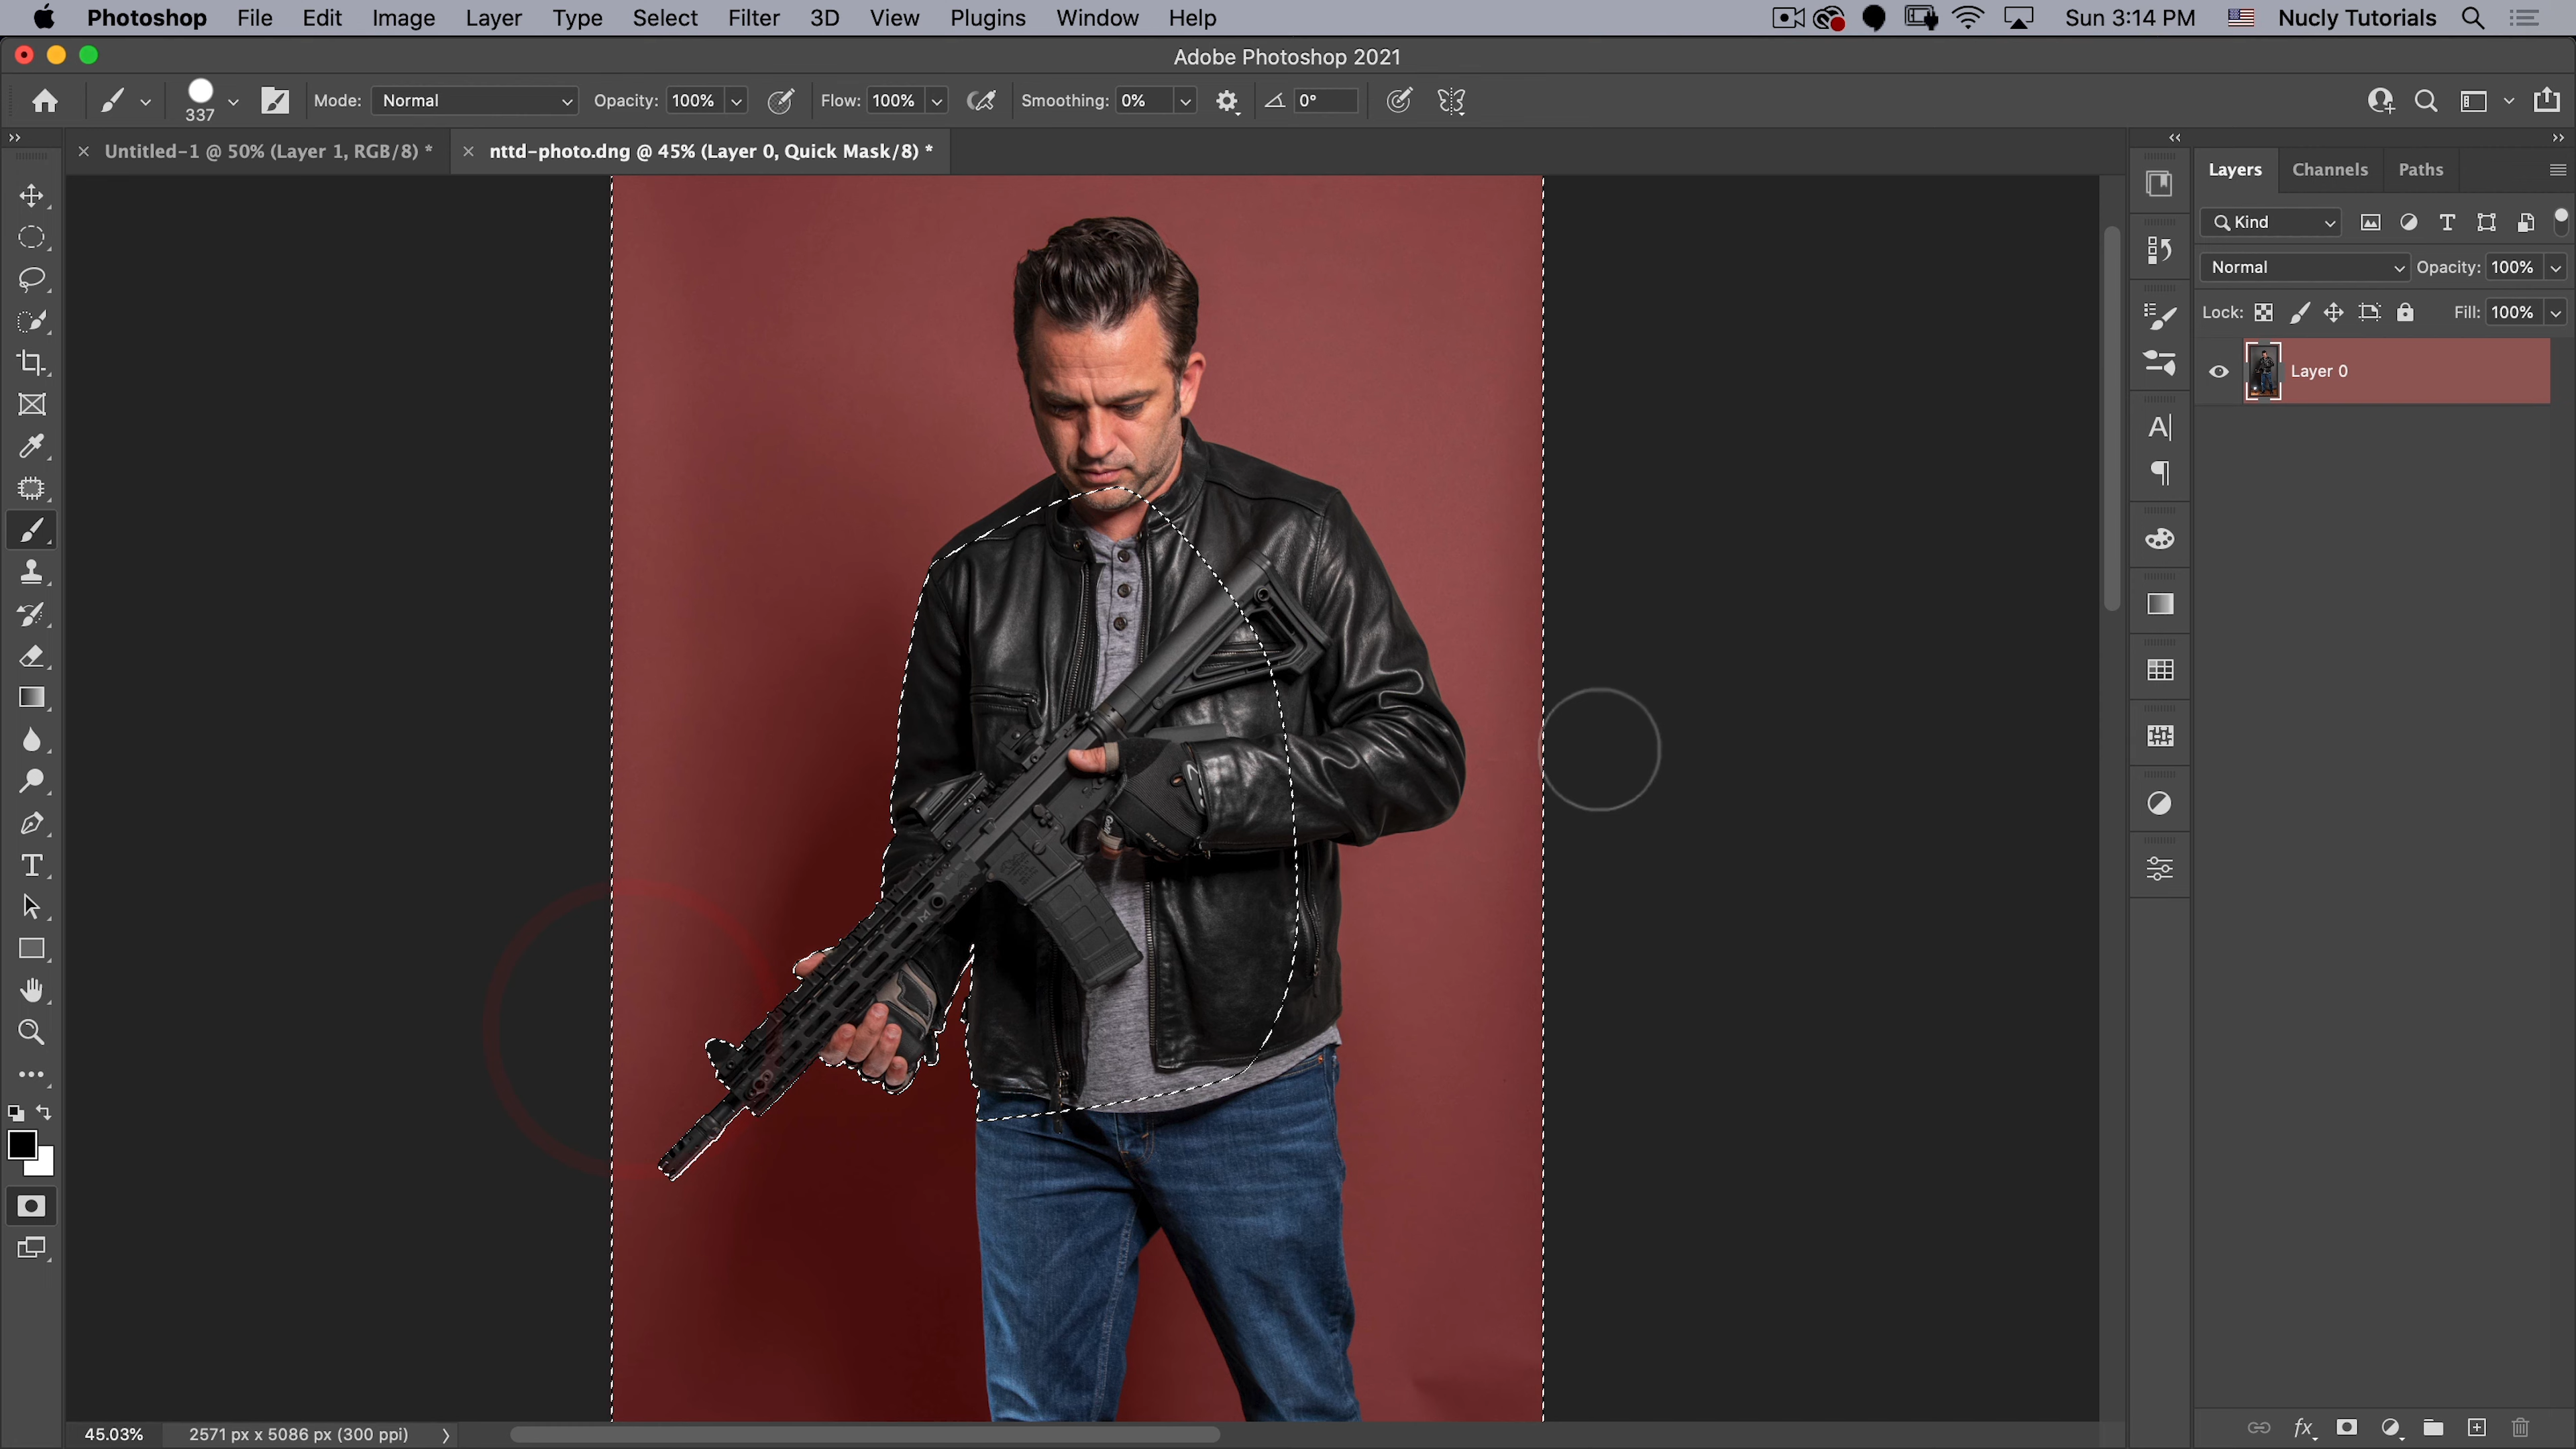 Photoshop File Edit Image Layer Type Select Filter 3D View Plugins Window Help Sun 3:14 PM Nucly Tutorials
Adobe Photoshop 2021
337 Mode: Normal Opacity: 100% Flow: 100% Smoothing: 0% 0°
Untitled-1 @ 50% (Layer 1, RGB/8) * nttd-photo.dng @ 45% (Layer 0, Quick Mask/8) *
Layers Channels Paths
Kind
Normal Opacity: 100%
Lock: Fill: 100%
Layer 0
45.03% 2571 px x 5086 px (300 ppi)